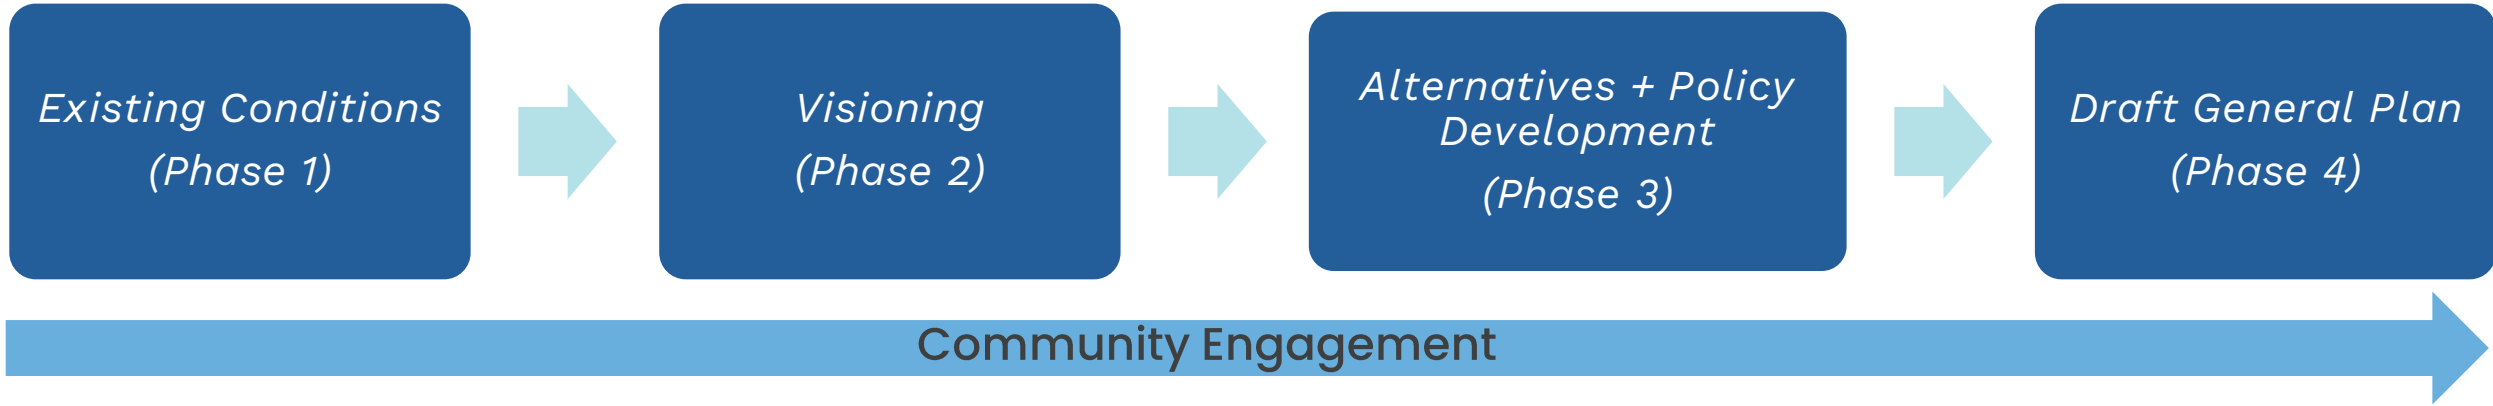 Existing Conditions
(Phase 1)
Visioning
(Phase 2)
Alternatives + Policy
Development
(Phase 3)
Draft General Plan
(Phase 4)
Community Engagement